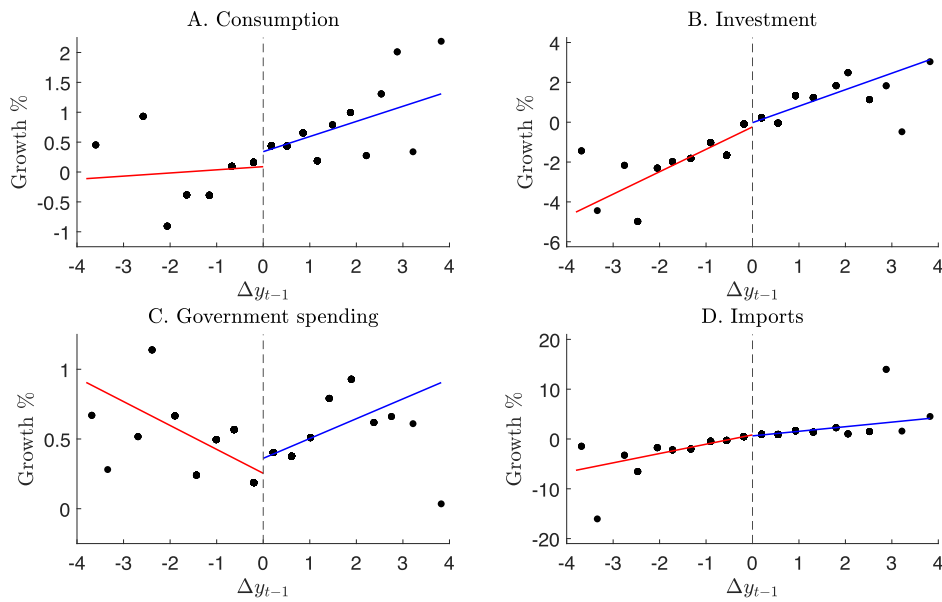 A. Consumption
Growth %
2
1.5
1
0.5
0
-0.5
-1
-4 -3 -2 -1 0 1 2 3 4
Δy_{t−1}
B. Investment
Growth %
4
2
0
-2
-4
-6
-4 -3 -2 -1 0 1 2 3 4
Δy_{t−1}
C. Government spending
Growth %
1
0.5
0
-4 -3 -2 -1 0 1 2 3 4
Δy_{t−1}
D. Imports
Growth %
20
10
0
-10
-20
-4 -3 -2 -1 0 1 2 3 4
Δy_{t−1}